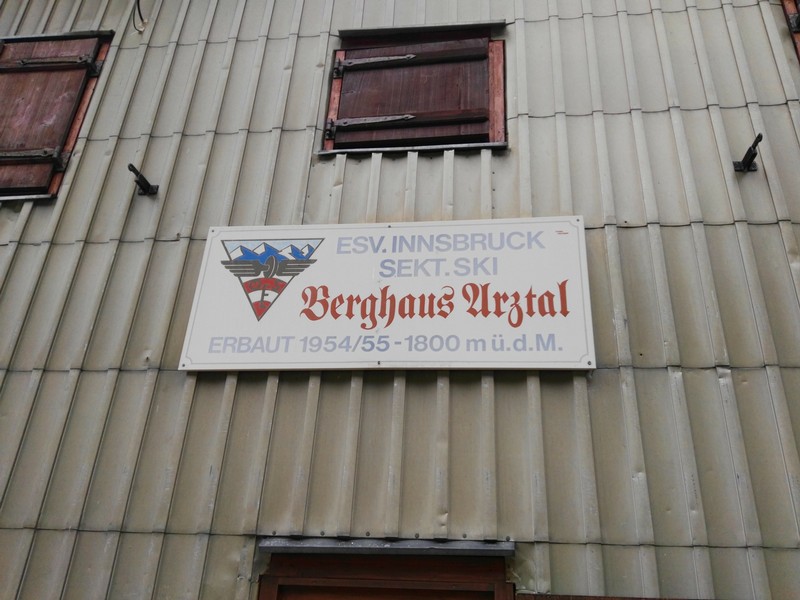 ESV. INNSBRUCK
SEKT. SKI
Berghaus Arztal
ERBAUT 1954/55 - 1800 m ü.d.M.